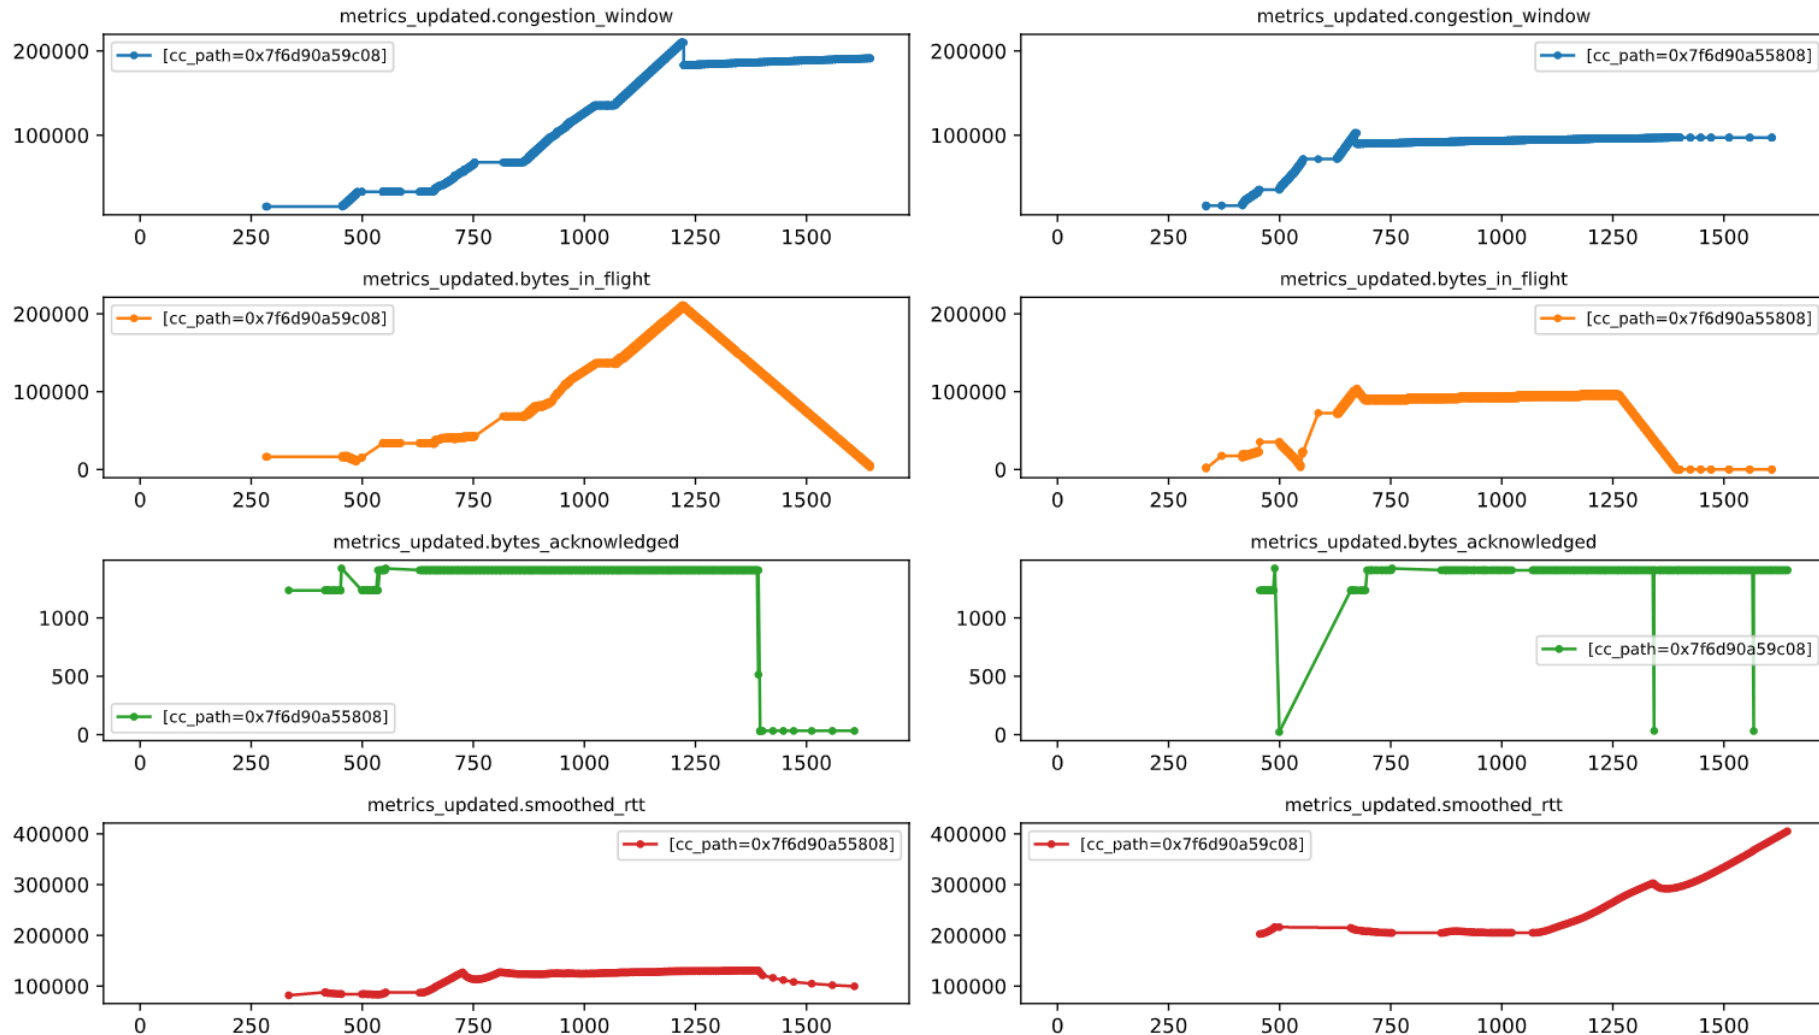 metrics_updated.congestion_window
metrics_updated.congestion_window
200000
[cc_path=0x7f6d90a59c08]
200000
[cc_path=0x7f6d90a55808]
100000
100000
0 250 500 750 1000 1250 1500
0 250 500 750 1000 1250 1500
metrics_updated.bytes_in_flight
metrics_updated.bytes_in_flight
200000
[cc_path=0x7f6d90a59c08]
200000
[cc_path=0x7f6d90a55808]
100000
100000
0
0
0 250 500 750 1000 1250 1500
0 250 500 750 1000 1250 1500
metrics_updated.bytes_acknowledged
metrics_updated.bytes_acknowledged
1000
1000
500
500
[cc_path=0x7f6d90a59c08]
[cc_path=0x7f6d90a55808]
0
0
0 250 500 750 1000 1250 1500
0 250 500 750 1000 1250 1500
metrics_updated.smoothed_rtt
metrics_updated.smoothed_rtt
400000
[cc_path=0x7f6d90a55808]
400000
[cc_path=0x7f6d90a59c08]
300000
300000
200000
200000
100000
100000
0 250 500 750 1000 1250 1500
0 250 500 750 1000 1250 1500